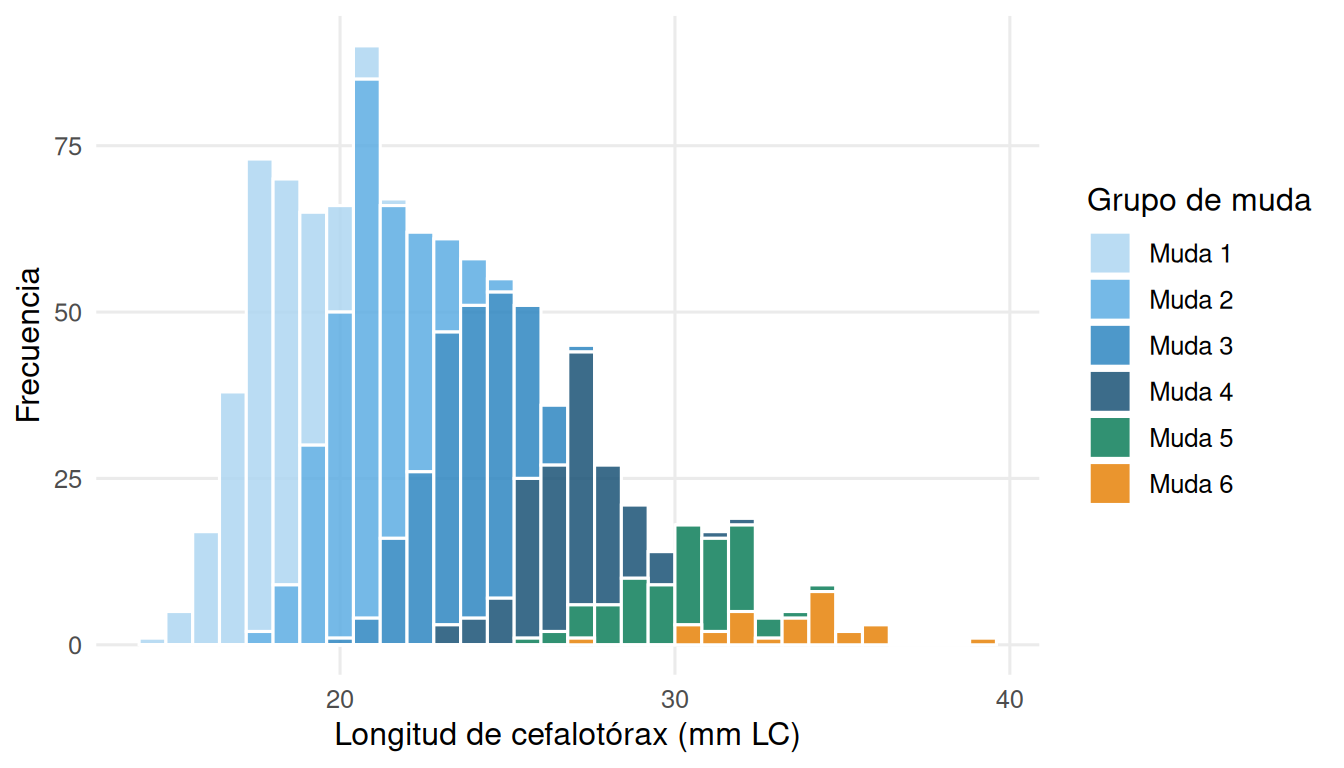 75
50
25
0
Frecuencia
20
30
40
Longitud de cefalotórax (mm LC)
Grupo de muda
Muda 1
Muda 2
Muda 3
Muda 4
Muda 5
Muda 6